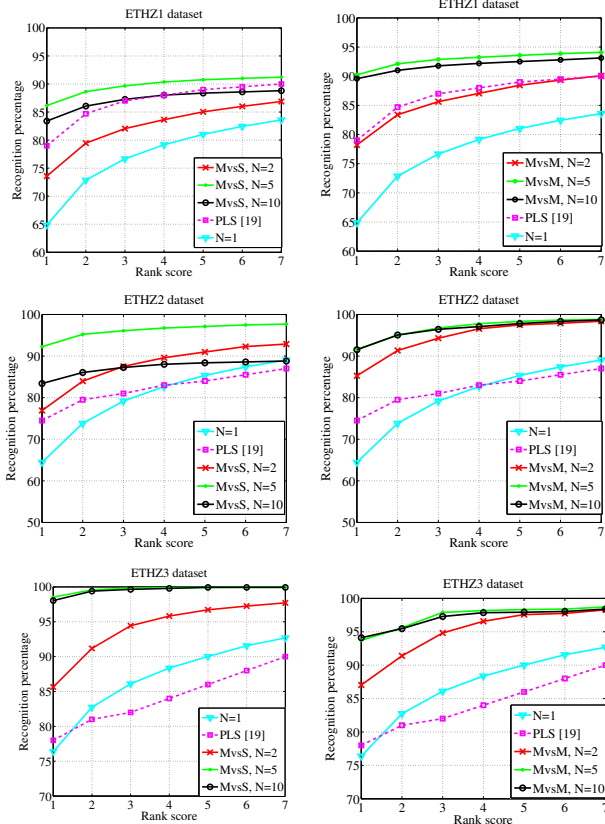 ETHZ1 dataset
Recognition percentage
100
95
90
85
80
75
70
65
60
1 2 3 4 5 6 7
Rank score
MvsS, N=2
MvsS, N=5
MvsS, N=10
PLS [19]
N=1
ETHZ1 dataset
Recognition percentage
100
95
90
85
80
75
70
65
60
1 2 3 4 5 6 7
Rank score
MvsM, N=2
MvsM, N=5
MvsM, N=10
PLS [19]
N=1
ETHZ2 dataset
Recognition percentage
100
90
80
70
60
50
1 2 3 4 5 6 7
Rank score
N=1
PLS [19]
MvsS, N=2
MvsS, N=5
MvsS, N=10
ETHZ2 dataset
Recognition percentage
100
90
80
70
60
50
1 2 3 4 5 6 7
Rank score
N=1
PLS [19]
MvsM, N=2
MvsM, N=5
MvsM, N=10
ETHZ3 dataset
Recognition percentage
100
95
90
85
80
75
70
1 2 3 4 5 6 7
Rank score
N=1
PLS [19]
MvsS, N=2
MvsS, N=5
MvsS, N=10
ETHZ3 dataset
Recognition percentage
100
95
90
85
80
75
70
1 2 3 4 5 6 7
Rank score
N=1
PLS [19]
MvsM, N=2
MvsM, N=5
MvsM, N=10